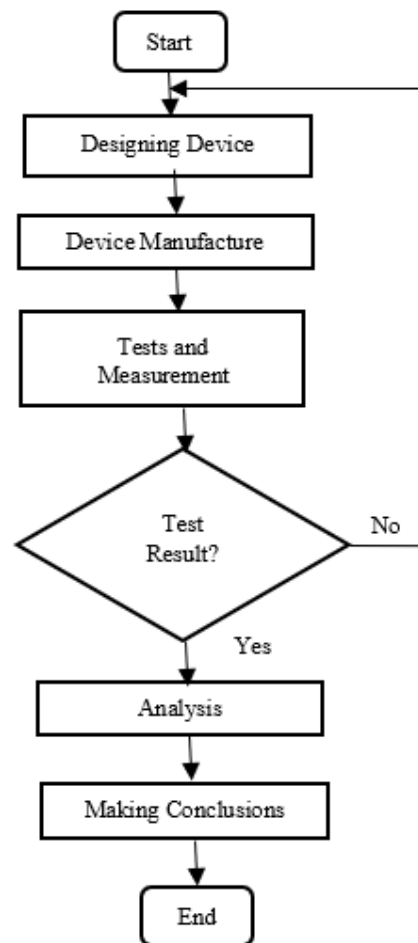 Start
Designing Device
Device Manufacture
Tests and
Measurement
Test
Result?
No
Yes
Analysis
Making Conclusions
End